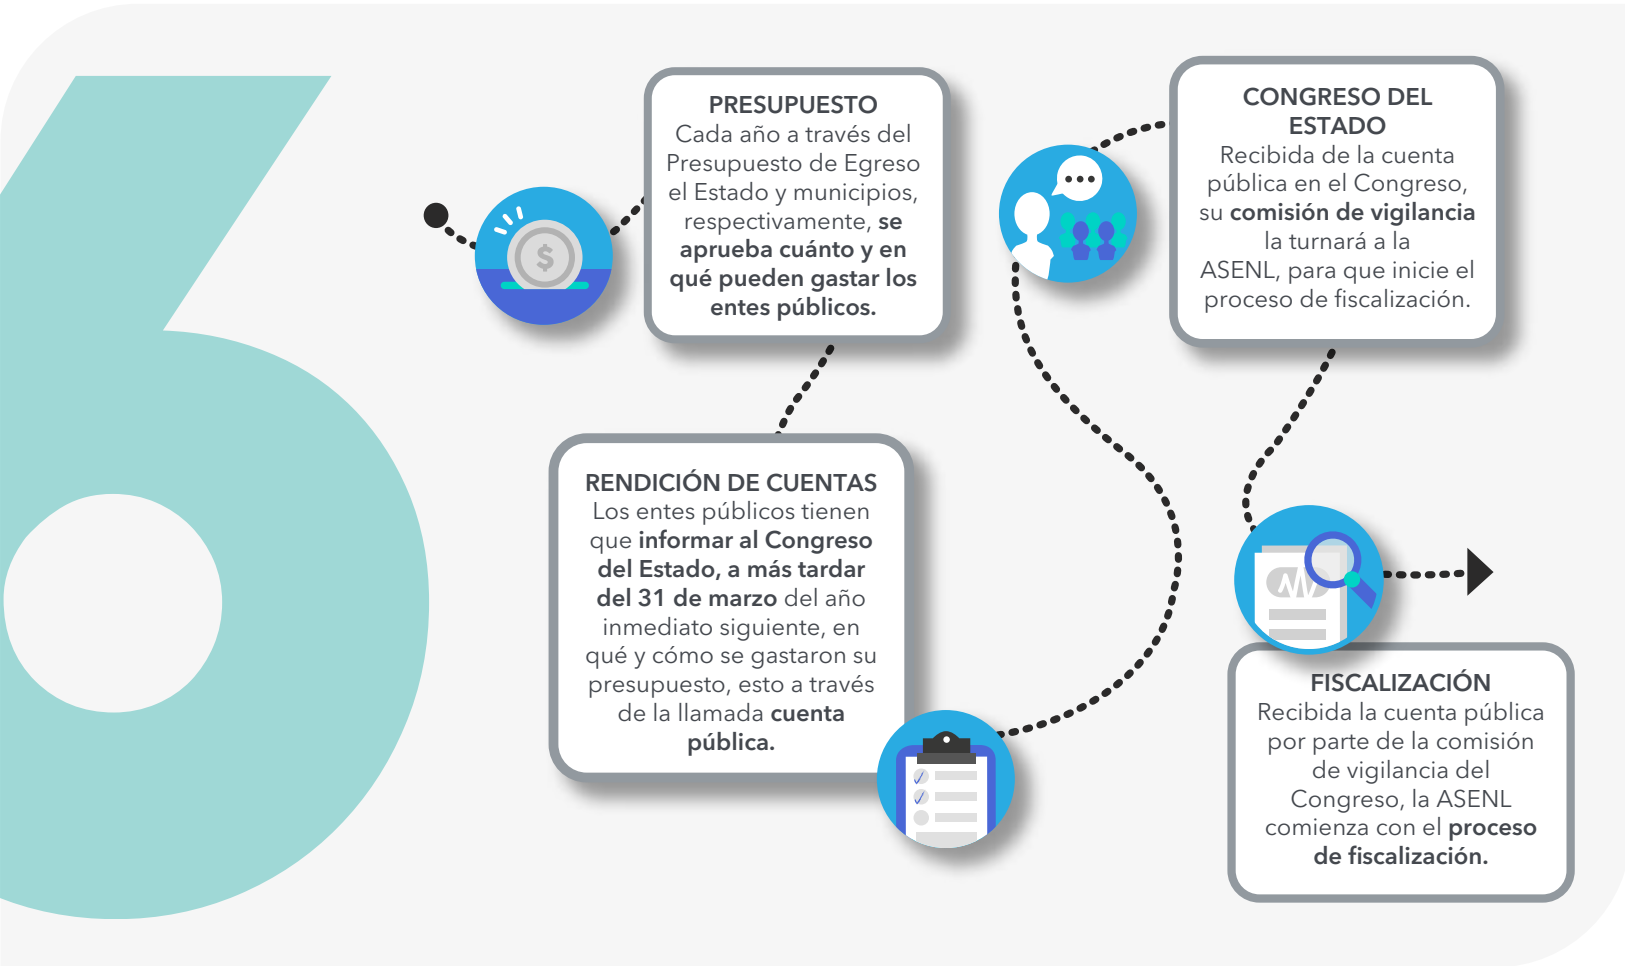 6
PRESUPUESTO
Cada año a través del
Presupuesto de Egreso
el Estado y municipios,
respectivamente, se
aprueba cuánto y en
qué pueden gastar los
entes públicos.
$
RENDICIÓN DE CUENTAS
Los entes públicos tienen
que informar al Congreso
del Estado, a más tardar
del 31 de marzo del año
inmediato siguiente, en
qué y cómo se gastaron su
presupuesto, esto a través
de la llamada cuenta
pública.
CONGRESO DEL
ESTADO
Recibida de la cuenta
pública en el Congreso,
su comisión de vigilancia
la turnará a la
ASENL, para que inicie el
proceso de fiscalización.
FISCALIZACIÓN
Recibida la cuenta pública
por parte de la comisión
de vigilancia del
Congreso, la ASENL
comienza con el proceso
de fiscalización.